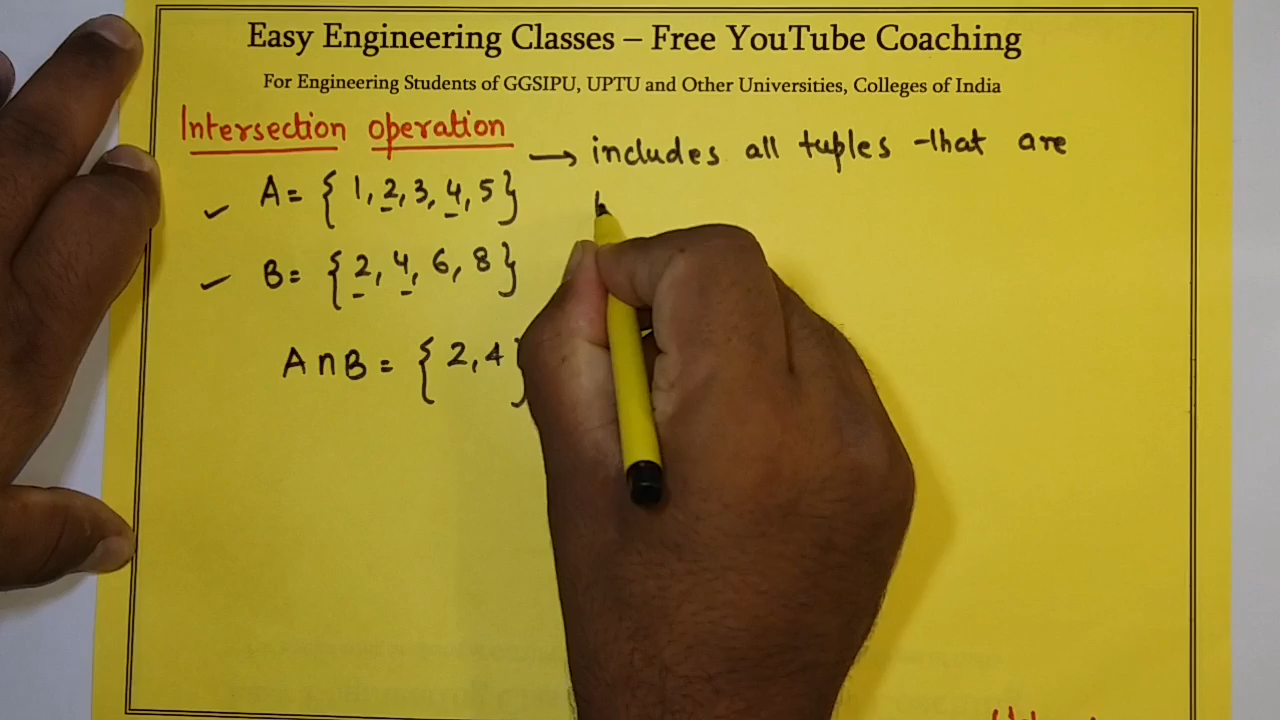 Easy Engineering Classes – Free YouTube Coaching
For Engineering Students of GGSIPU, UPTU and Other Universities, Colleges of India
Intersection operation
→ includes all tuples that are
A = { 1, 2, 3, 4, 5 }
B = { 2, 4, 6, 8 }
A ∩ B = { 2, 4 }